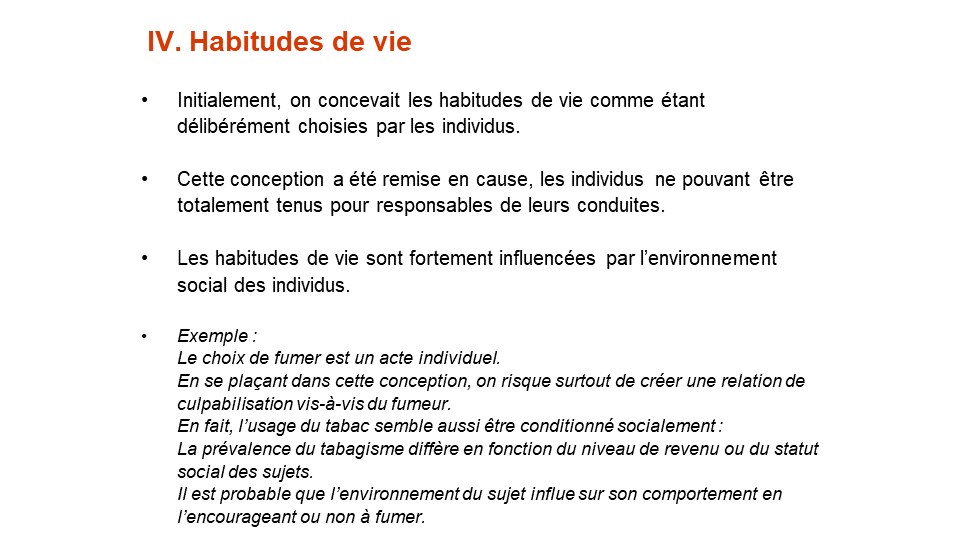 IV. Habitudes de vie
• Initialement, on concevait les habitudes de vie comme étant
délibérément choisies par les individus.
• Cette conception a été remise en cause, les individus ne pouvant être
totalement tenus pour responsables de leurs conduites.
• Les habitudes de vie sont fortement influencées par l’environnement
social des individus.
• Exemple :
Le choix de fumer est un acte individuel.
En se plaçant dans cette conception, on risque surtout de créer une relation de
culpabilisation vis-à-vis du fumeur.
En fait, l’usage du tabac semble aussi être conditionné socialement :
La prévalence du tabagisme diffère en fonction du niveau de revenu ou du statut
social des sujets.
Il est probable que l’environnement du sujet influe sur son comportement en
l’encourageant ou non à fumer.